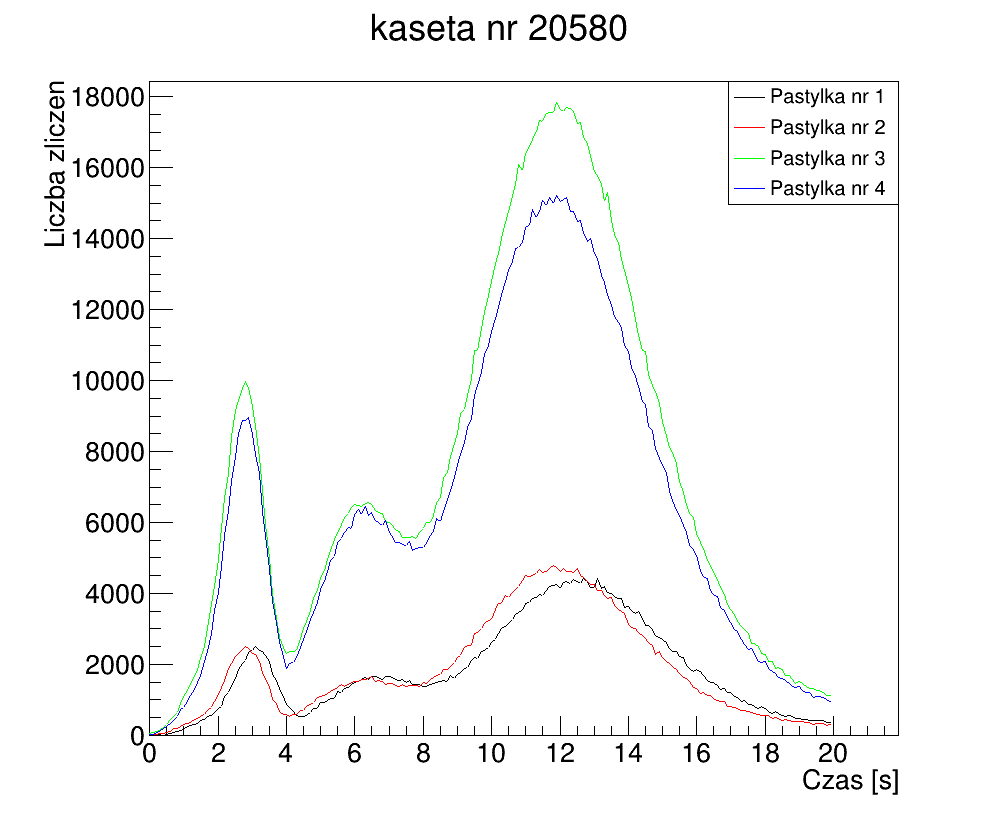 kaseta nr 20580
Liczba zliczen
18000
16000
14000
12000
10000
8000
6000
4000
2000
0
Pastylka nr 1
Pastylka nr 2
Pastylka nr 3
Pastylka nr 4
0 2 4 6 8 10 12 14 16 18 20
Czas [s]